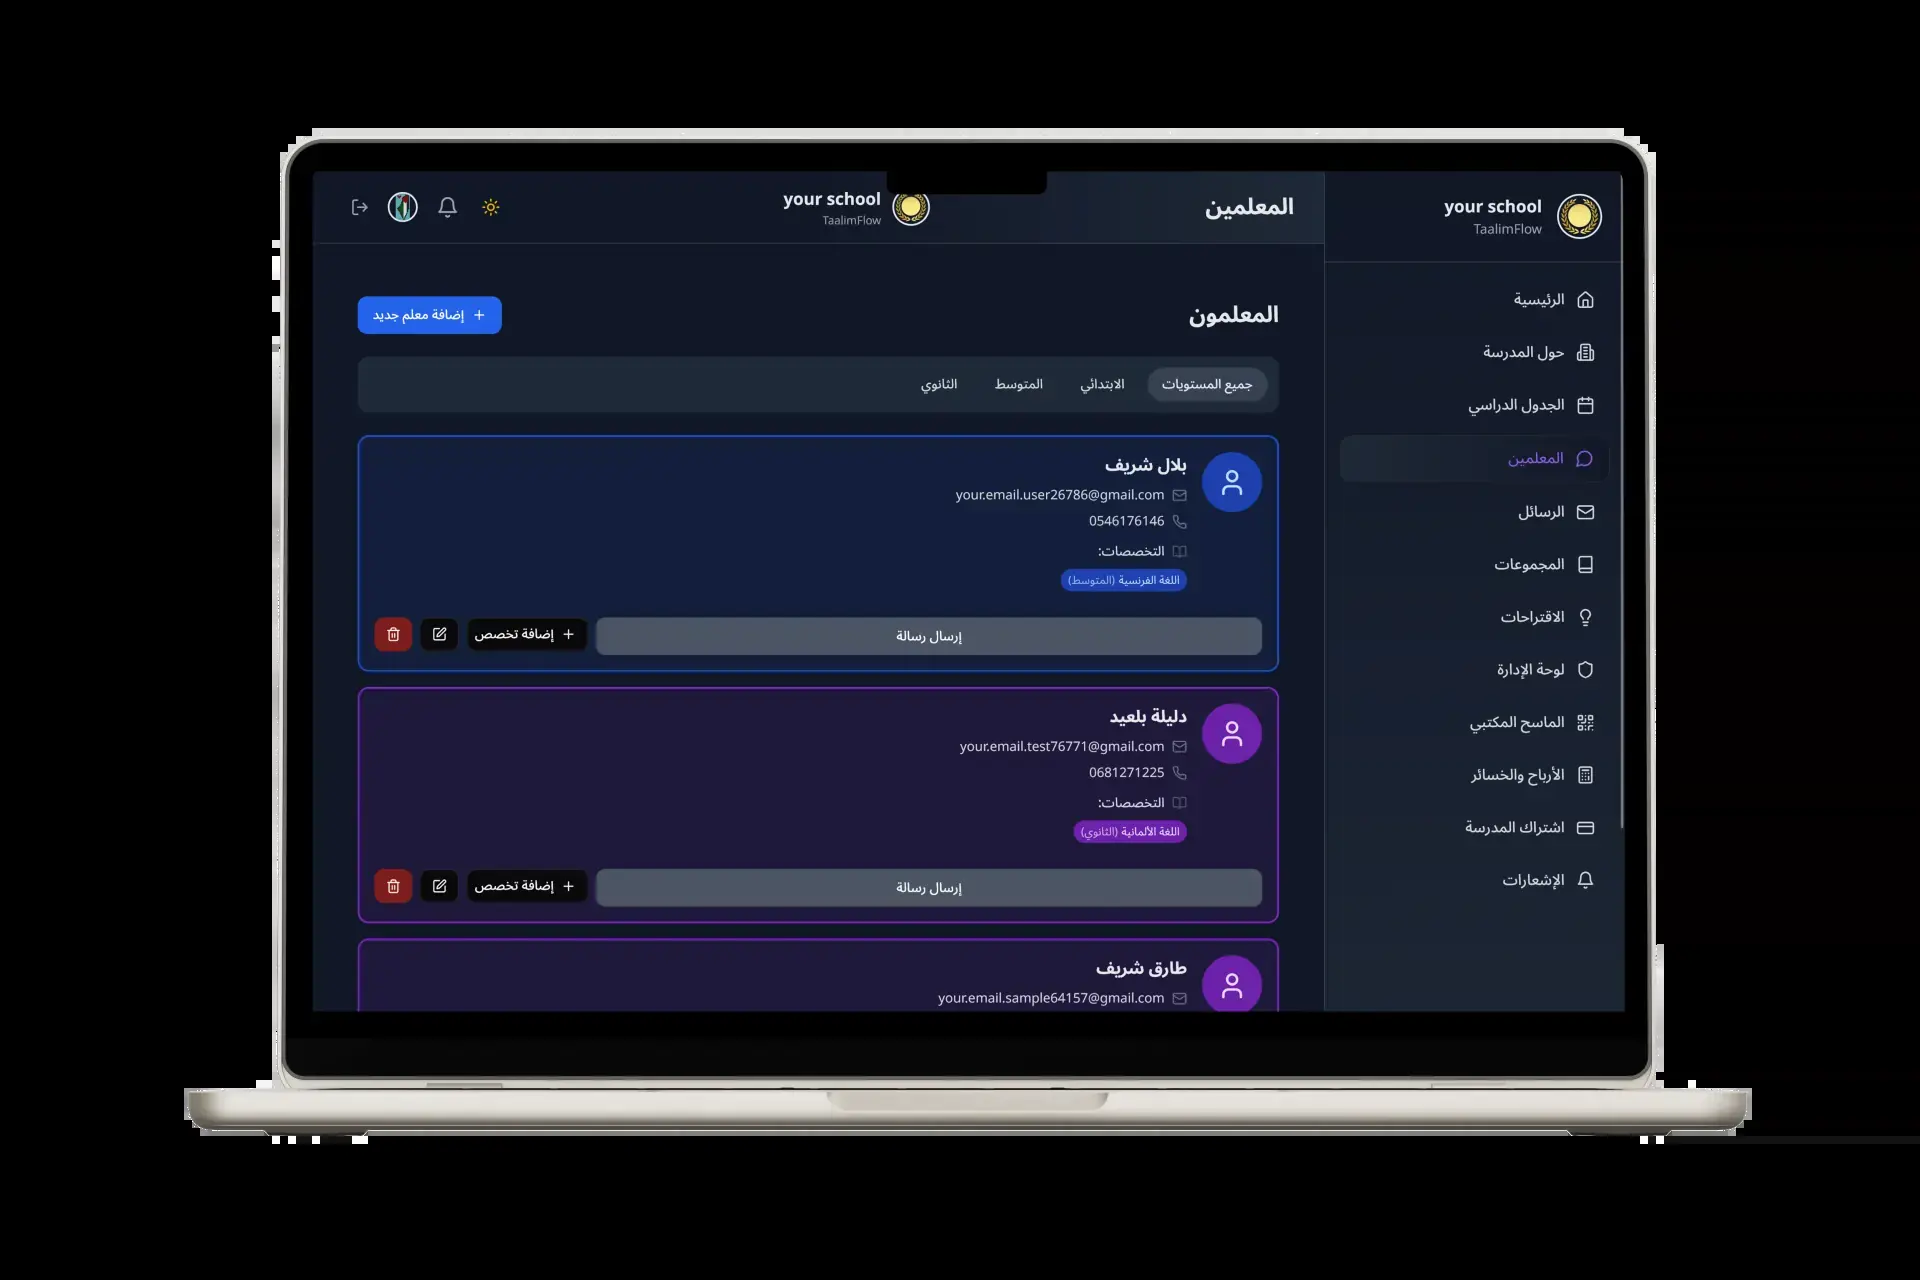 your school
TaalimFlow
الرئيسية
حول المدرسة
الجدول الدراسي
المعلمين
الرسائل
المجموعات
الاقتراحات
لوحة الإدارة
الماسح المكتبي
الأرباح والخسائر
اشتراك المدرسة
الإشعارات
المعلمين
your school
TaalimFlow
المعلمون
إضافة معلم جديد
جميع المستويات
الابتدائي
المتوسط
الثانوي
بلال شريف
your.email.user26786@gmail.com
0546176146
التخصصات:
اللغة الفرنسية (المتوسط)
إرسال رسالة
إضافة تخصص
دليلة بلعيد
your.email.test76771@gmail.com
0681271225
التخصصات:
اللغة الألمانية (الثانوي)
إرسال رسالة
إضافة تخصص
طارق شريف
your.email.sample64157@gmail.com